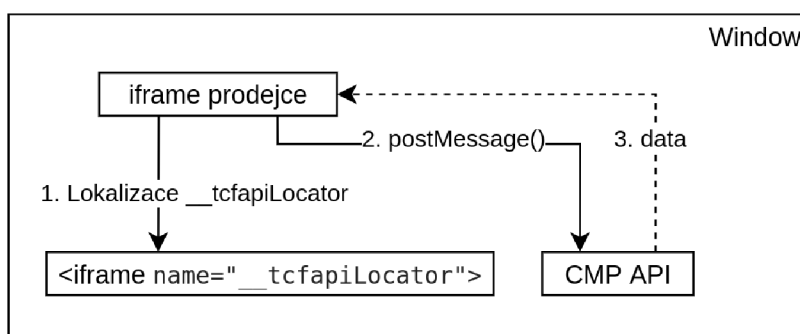 Window
iframe prodejce
2. postMessage()
3. data
1. Lokalizace __tcfapiLocator
<iframe name="__tcfapiLocator">
CMP API